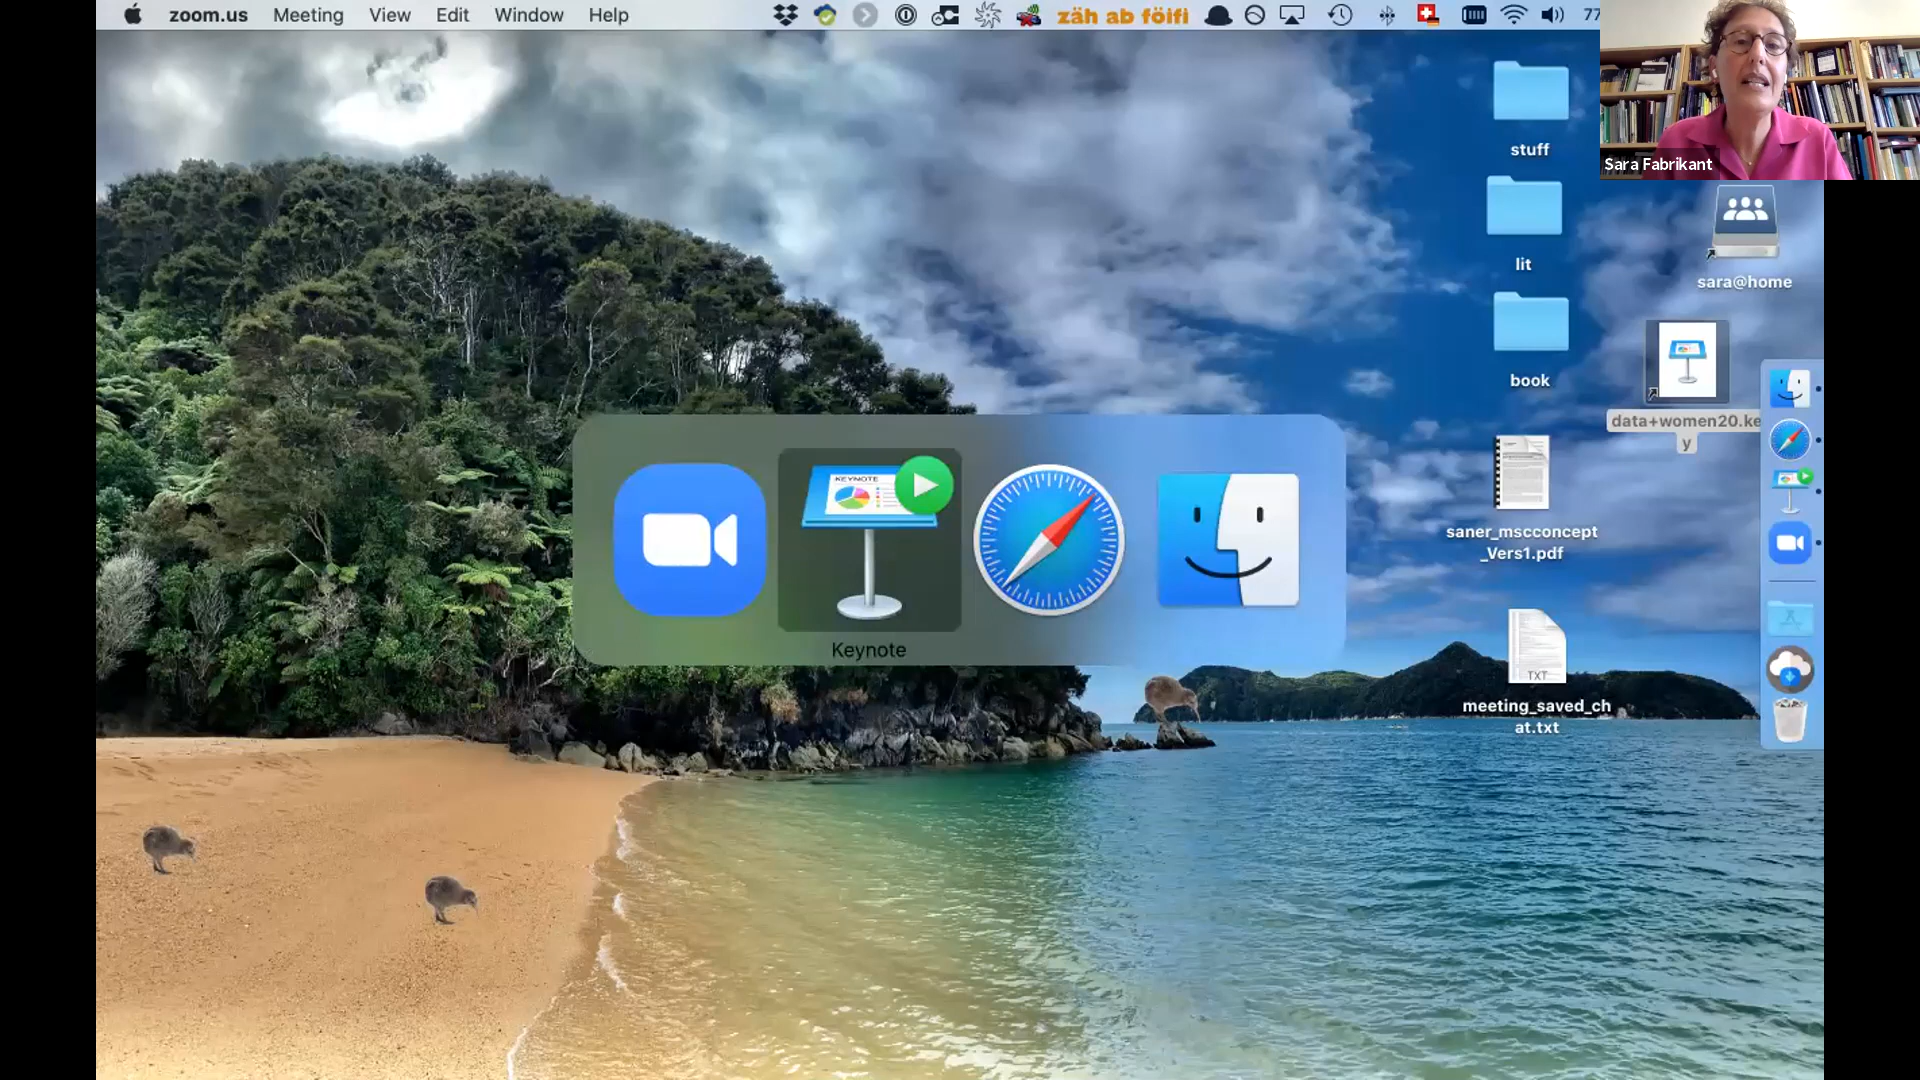 zoom.us Meeting View Edit Window Help zäh ab föifi 77
Sara Fabrikant
stuff
lit
sara@home
book
data+women20.ke
y
KEYNOTE
saner_mscconcept
_Vers1.pdf
Keynote
TXT
meeting_saved_ch
at.txt